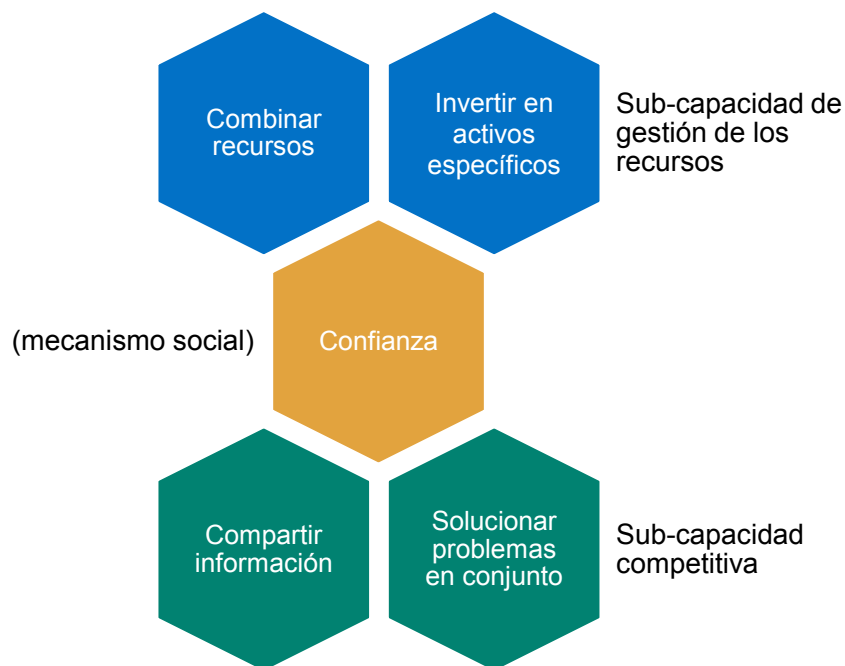 Combinar
recursos
Invertir en
activos
específicos
Sub-capacidad de
gestión de los
recursos
(mecanismo social)
Confianza
Compartir
información
Solucionar
problemas
en conjunto
Sub-capacidad
competitiva